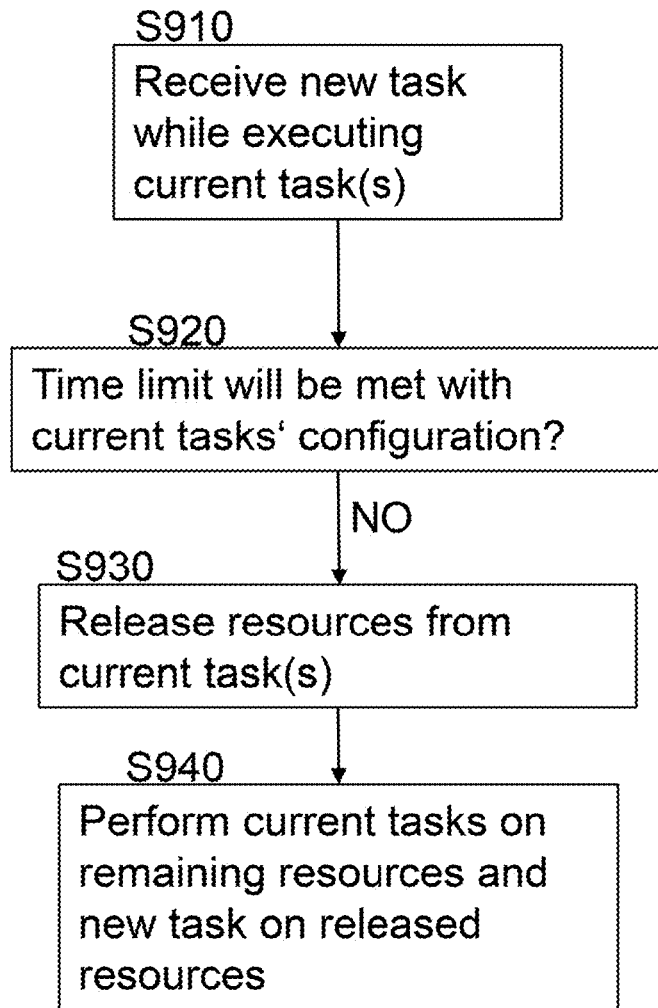 S910
Receive new task
while executing
current task(s)
S920
Time limit will be met with
current tasks‘ configuration?
NO
S930
Release resources from
current task(s)
S940
Perform current tasks on
remaining resources and
new task on released
resources